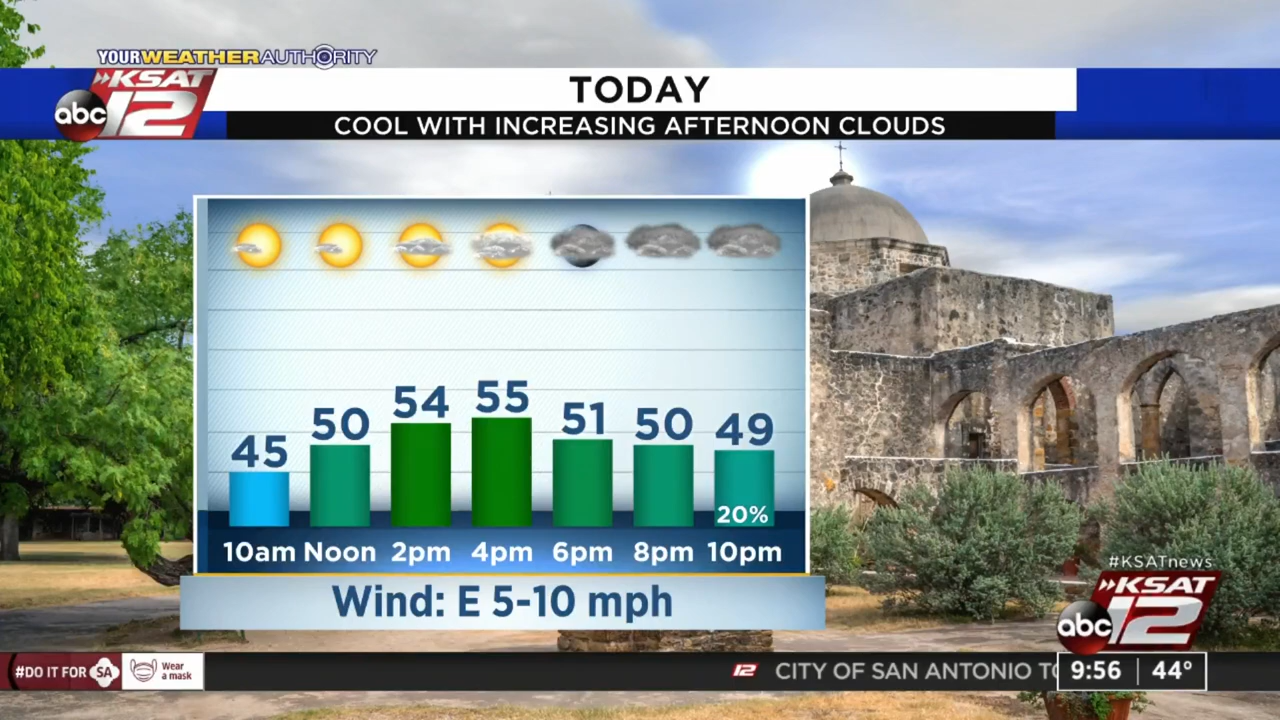 YOURWEATHERAUTHORITY
KSAT
abc 12
TODAY
COOL WITH INCREASING AFTERNOON CLOUDS
45 50 54 55 51 50 49
20%
10am Noon 2pm 4pm 6pm 8pm 10pm
Wind: E 5-10 mph
#KSATnews
KSAT
abc 12
#DO IT FOR SA
Wear
a mask
12 CITY OF SAN ANTONIO
9:56 44°